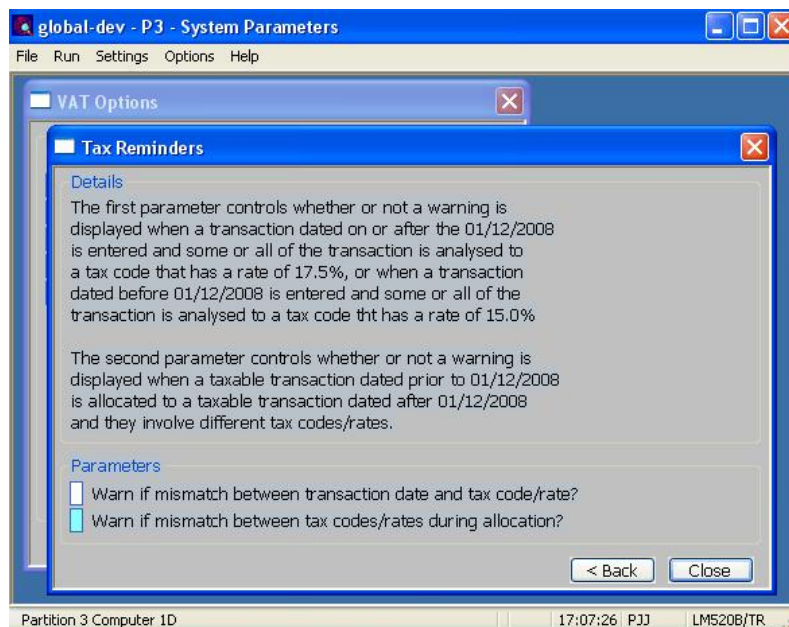 global-dev - P3 - System Parameters
File Run Settings Options Help
VAT Options
Tax Reminders
Details
The first parameter controls whether or not a warning is
displayed when a transaction dated on or after the 01/12/2008
is entered and some or all of the transaction is analysed to
a tax code that has a rate of 17.5%, or when a transaction
dated before 01/12/2008 is entered and some or all of the
transaction is analysed to a tax code tht has a rate of 15.0%
The second parameter controls whether or not a warning is
displayed when a taxable transaction dated prior to 01/12/2008
is allocated to a taxable transaction dated after 01/12/2008
and they involve different tax codes/rates.
Parameters
Warn if mismatch between transaction date and tax code/rate?
Warn if mismatch between tax codes/rates during allocation?
< Back Close
Partition 3 Computer 1D 17:07:26 PJJ LM520B/TR